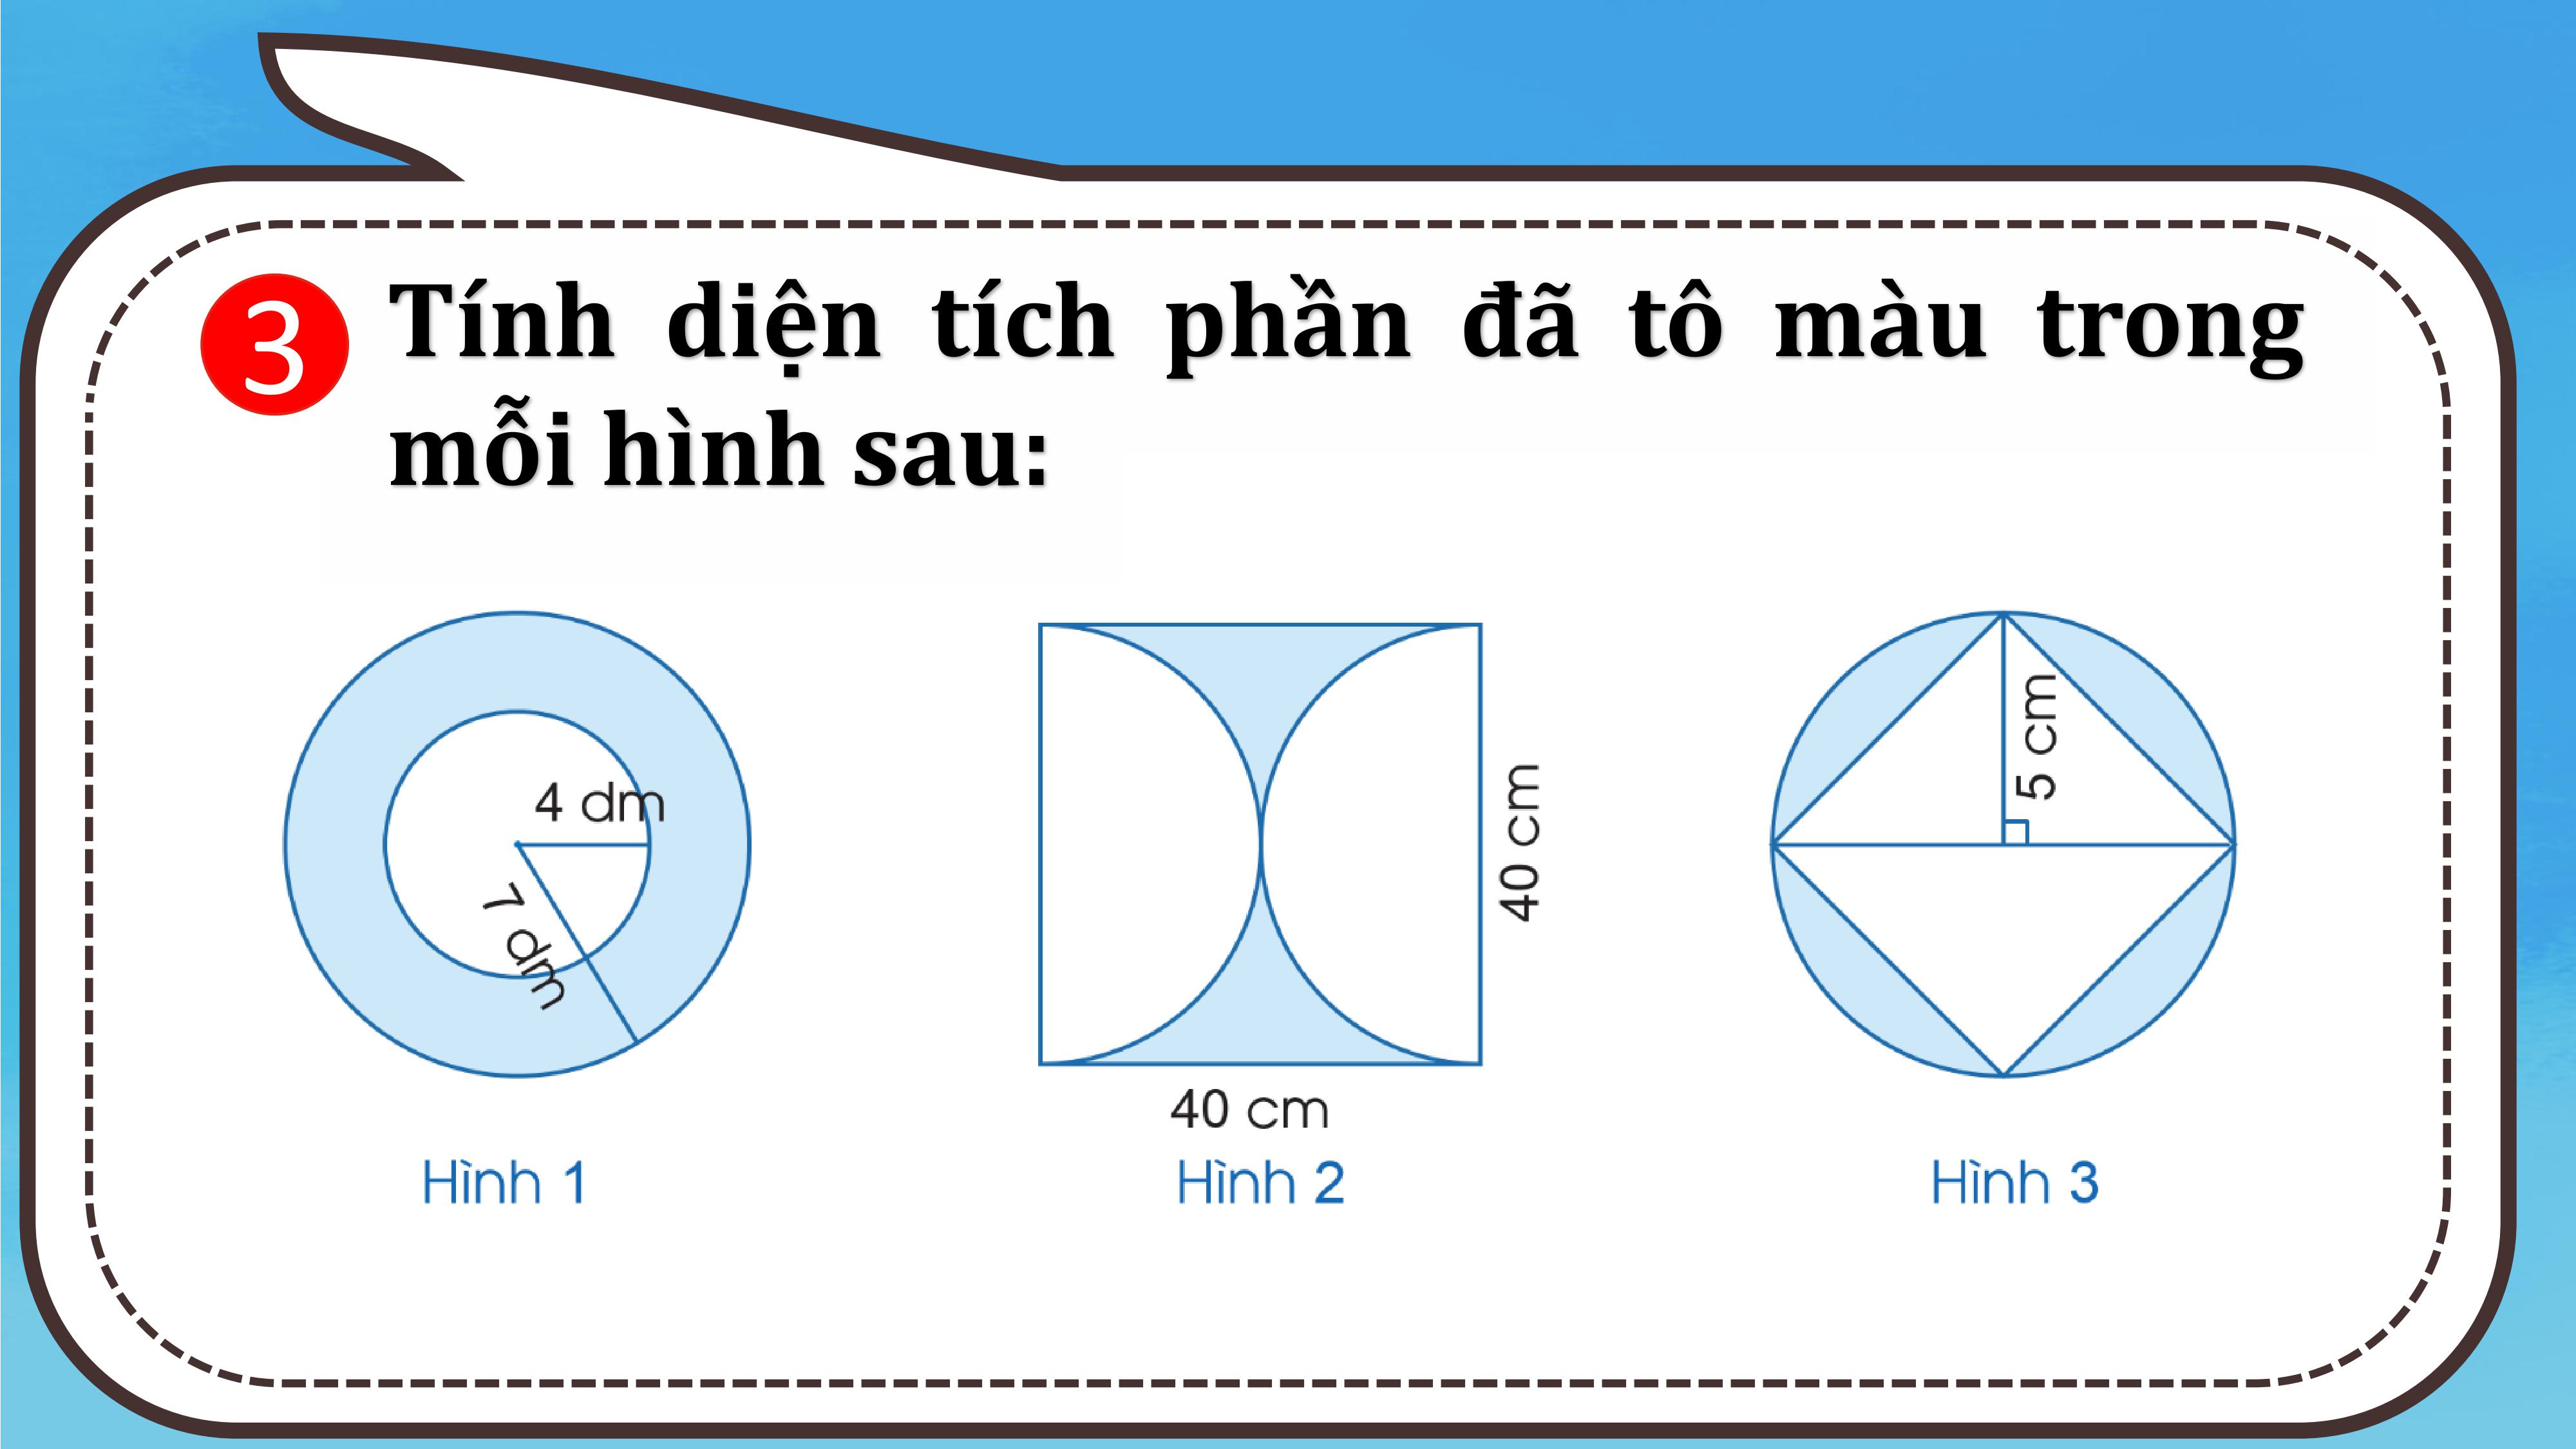 3
Tính diện tích phần đã tô màu trong
mỗi hình sau:
4 dm
7 dm
40 cm
40 cm
5 cm
Hình 1
Hình 2
Hình 3